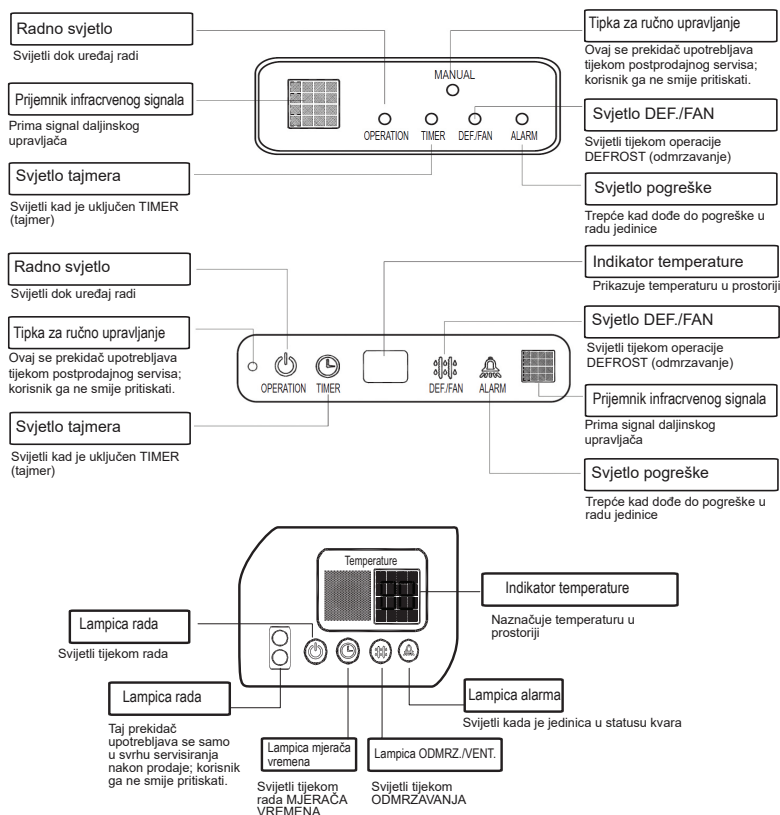 Radno svjetlo
Svijetli dok uređaj radi
Prijemnik infracrvenog signala
Prima signal daljinskog
upravljača
Svjetlo tajmera
Svijetli kad je uključen TIMER
(tajmer)
MANUAL
OPERATION TIMER DEF./FAN ALARM
Tipka za ručno upravljanje
Ovaj se prekidač upotrebljava
tijekom postprodajnog servisa;
korisnik ga ne smije pritiskati.
Svjetlo DEF./FAN
Svijetli tijekom operacije
DEFROST (odmrzavanje)
Svjetlo pogreške
Trepće kad dođe do pogreške u
radu jedinice
Radno svjetlo
Svijetli dok uređaj radi
Tipka za ručno upravljanje
Ovaj se prekidač upotrebljava
tijekom postprodajnog servisa;
korisnik ga ne smije pritiskati.
Svjetlo tajmera
Svijetli kad je uključen TIMER
(tajmer)
OPERATION TIMER DEF./FAN ALARM
Indikator temperature
Prikazuje temperaturu u prostoriji
Svjetlo DEF./FAN
Svijetli tijekom operacije
DEFROST (odmrzavanje)
Prijemnik infracrvenog signala
Prima signal daljinskog
upravljača
Svjetlo pogreške
Trepće kad dođe do pogreške u
radu jedinice
Temperature
Indikator temperature
Naznačuje temperaturu u
prostoriji
Lampica rada
Svijetli tijekom rada
Lampica rada
Taj prekidač
upotrebljava se samo
u svrhu servisiranja
nakon prodaje; korisnik
ga ne smije pritiskati.
Lampica mjerača
vremena
Svijetli tijekom
rada MJERAČA
VREMENA
Lampica ODMRZ./VENT.
Svijetli tijekom
ODMRZAVANJA
Lampica alarma
Svijetli kada je jedinica u statusu kvara